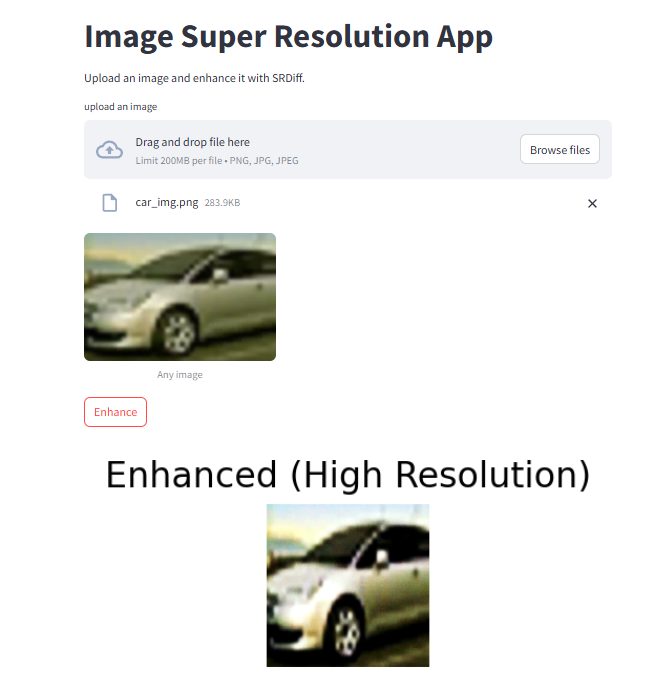 Image Super Resolution App
Upload an image and enhance it with SRDiff.
upload an image
Drag and drop file here
Limit 200MB per file • PNG, JPG, JPEG
Browse files
car_img.png 283.9KB
Any image
Enhance
Enhanced (High Resolution)